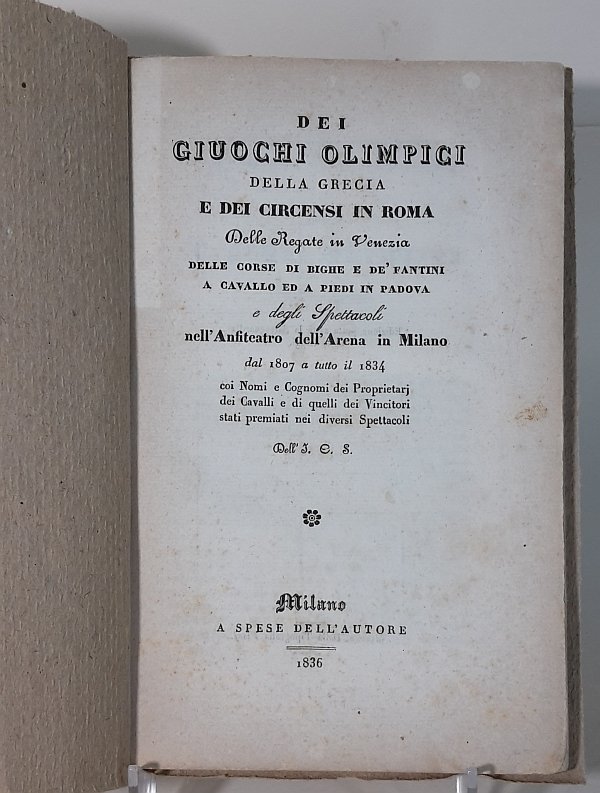 DEI
GIUOCHI OLIMPICI
DELLA GRECIA
E DEI CIRCENSI IN ROMA
Delle Regate in Venezia
DELLE CORSE DI BIGHE E DE' FANTINI
A CAVALLO ED A PIEDI IN PADOVA
e degli Spettacoli
nell'Anfiteatro dell'Arena in Milano
dal 1807 a tutto il 1834
coi Nomi e Cognomi dei Proprietarj
dei Cavalli e di quelli dei Vincitori
stati premiati nei diversi Spettacoli
Dell' I. C. S.
Milano
A SPESE DELL'AUTORE
1836